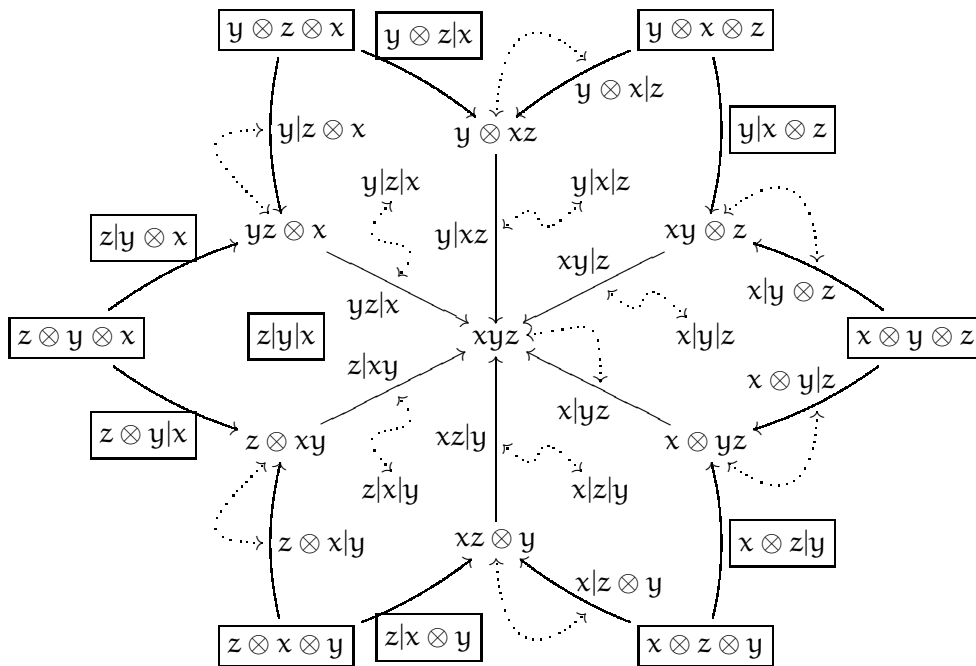 y ⊗ z ⊗ x
y ⊗ z|x
y ⊗ x ⊗ z
y ⊗ x|z
y|z ⊗ x
y ⊗ xz
y|x ⊗ z
y|z|x
y|x|z
z|y ⊗ x
yz ⊗ x
y|xz
xy ⊗ z
xy|z
x|y ⊗ z
yz|x
z ⊗ y ⊗ x
z|y|x
xyz
x|y|z
x ⊗ y ⊗ z
z|xy
x ⊗ y|z
x|yz
z ⊗ y|x
z ⊗ xy
xz|y
x ⊗ yz
z|x|y
x|z|y
z ⊗ x|y
xz ⊗ y
x ⊗ z|y
x|z ⊗ y
z ⊗ x ⊗ y
z|x ⊗ y
x ⊗ z ⊗ y